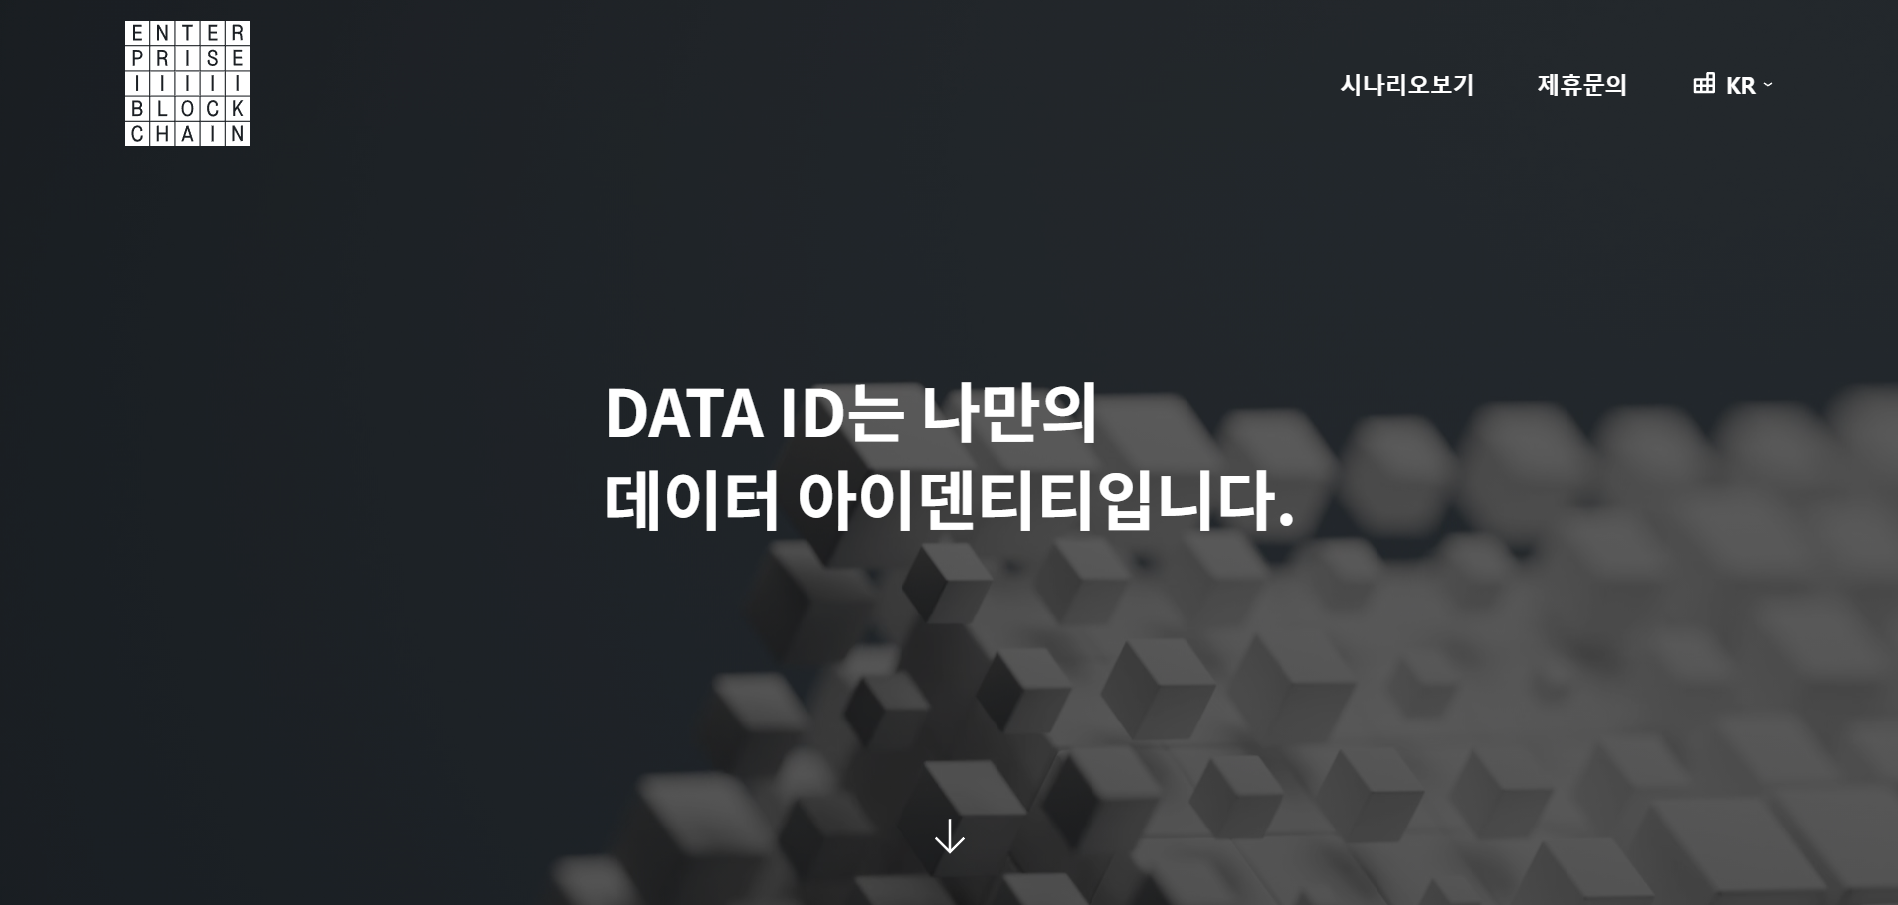 ENTER
PRISE
IIIII
BLOCK
CHAIN
시나리오보기
제휴문의
KR
DATA ID는 나만의
데이터 아이덴티티입니다.